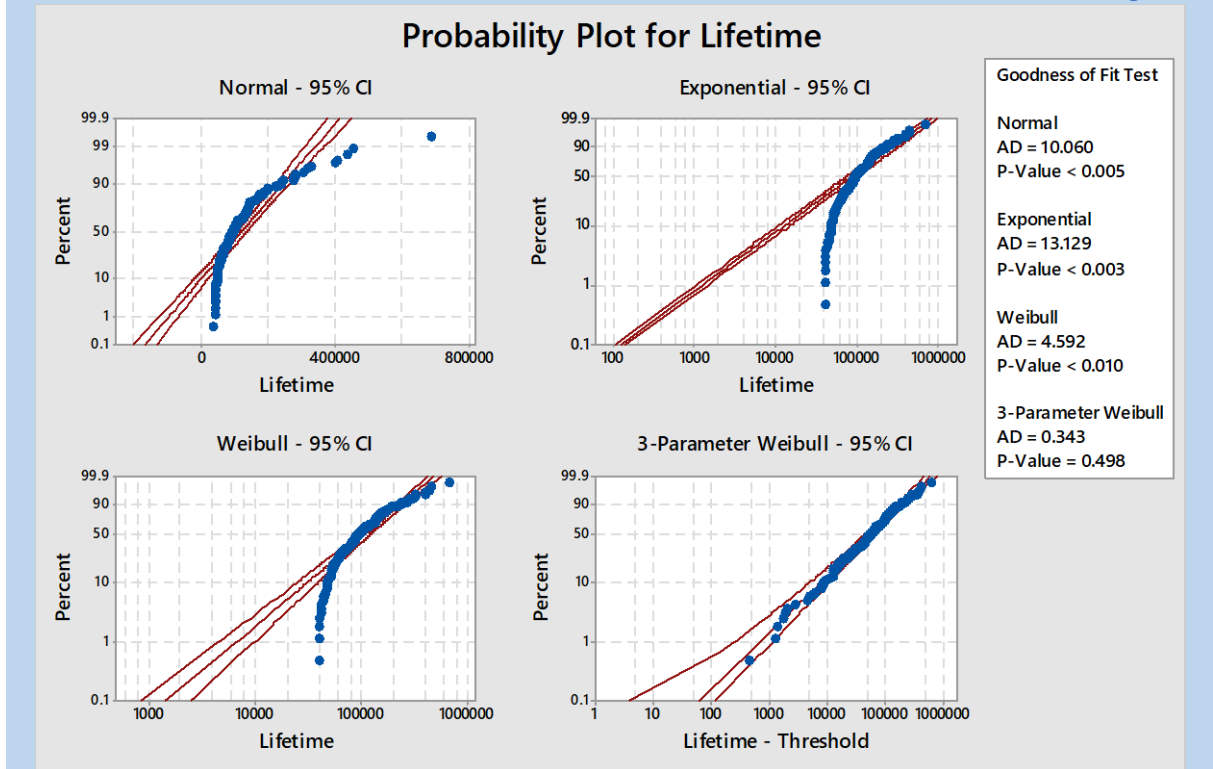 Probability Plot for Lifetime
Normal - 95% CI
99.9
99
90
50
10
1
0.1
Percent
0
400000
800000
Lifetime
Exponential - 95% CI
99.9
90
50
10
1
0.1
Percent
100
1000
10000
100000
1000000
Lifetime
Weibull - 95% CI
99.9
90
50
10
1
0.1
Percent
1000
10000
100000
1000000
Lifetime
3-Parameter Weibull - 95% CI
99.9
90
50
10
1
0.1
Percent
1
10
100
1000
10000
100000
1000000
Lifetime - Threshold
Goodness of Fit Test
Normal
AD = 10.060
P-Value < 0.005
Exponential
AD = 13.129
P-Value < 0.003
Weibull
AD = 4.592
P-Value < 0.010
3-Parameter Weibull
AD = 0.343
P-Value = 0.498